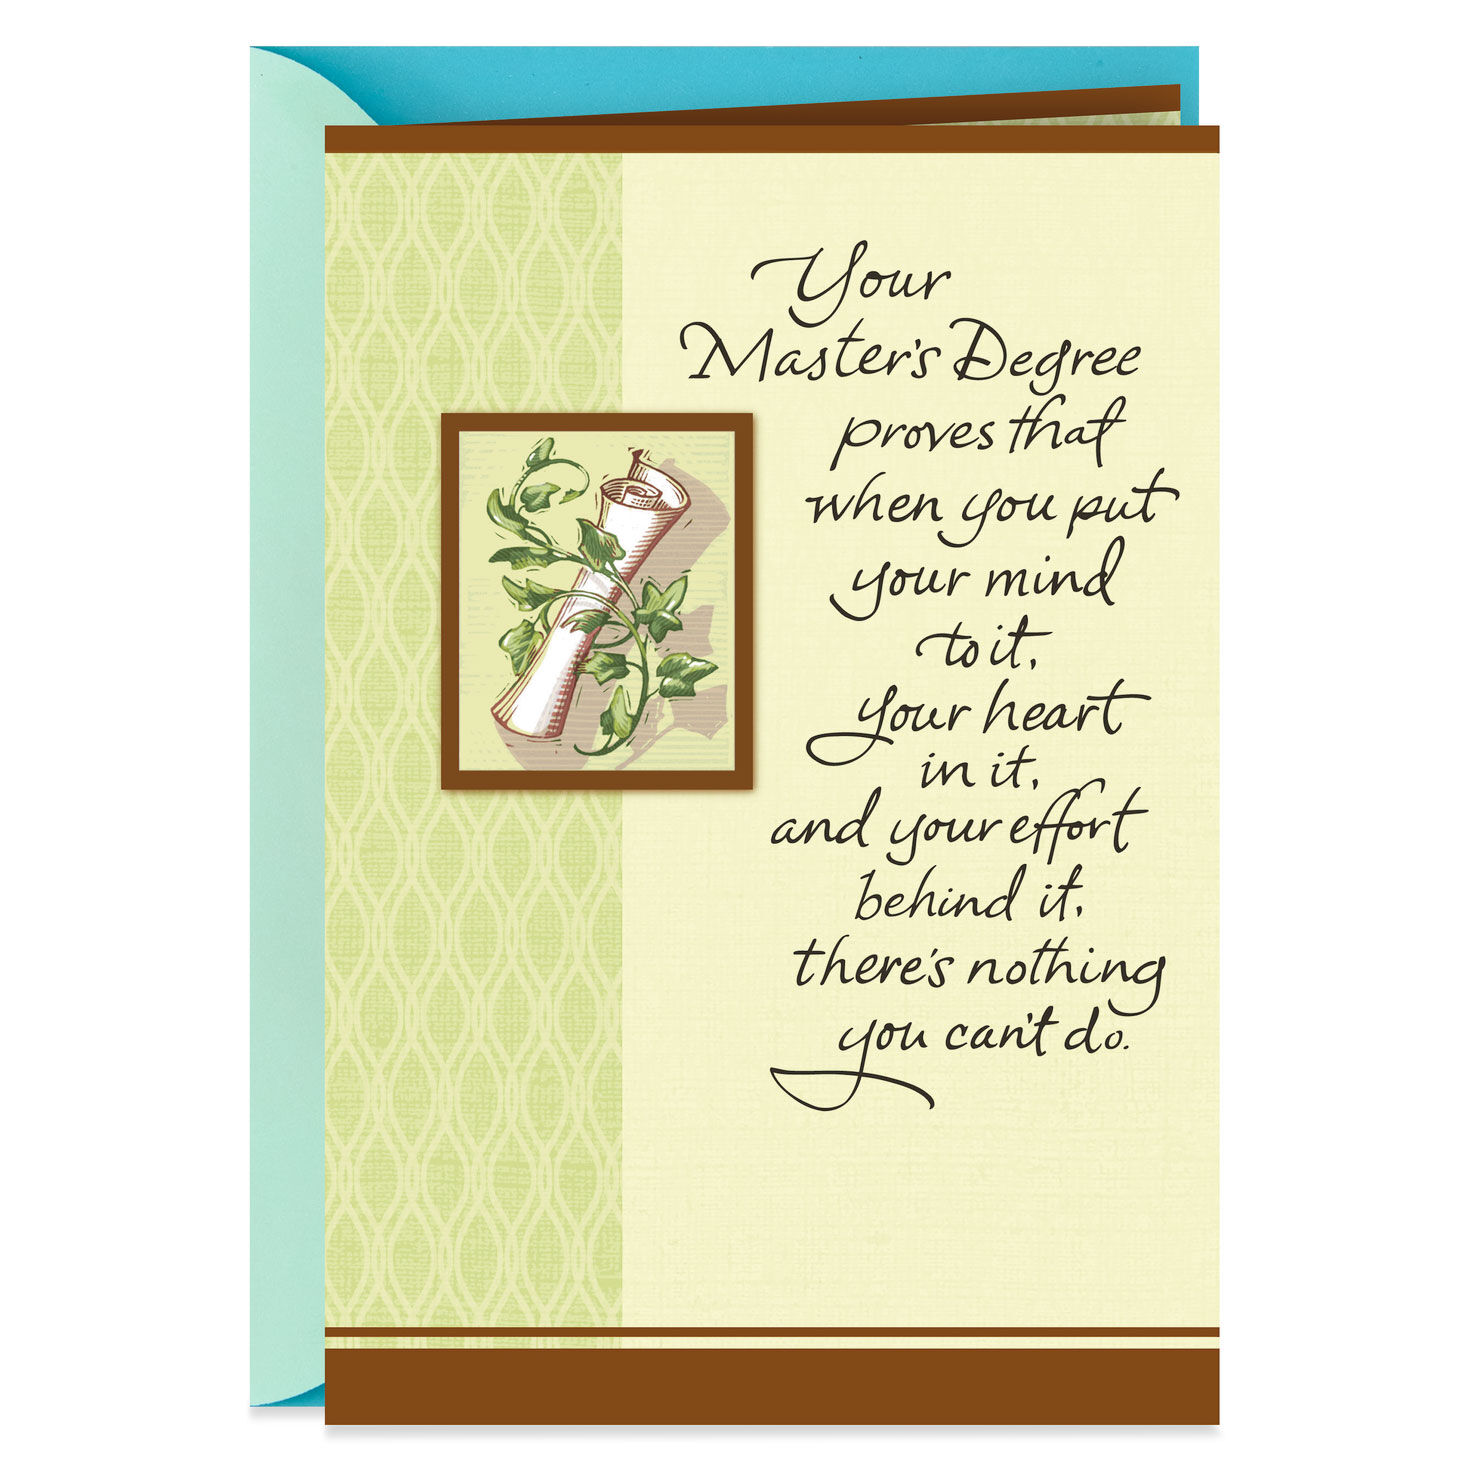 Your
Master's Degree
proves that
when you put
your mind
to it,
your heart
in it,
and your effort
behind it,
there's nothing
you can't do.